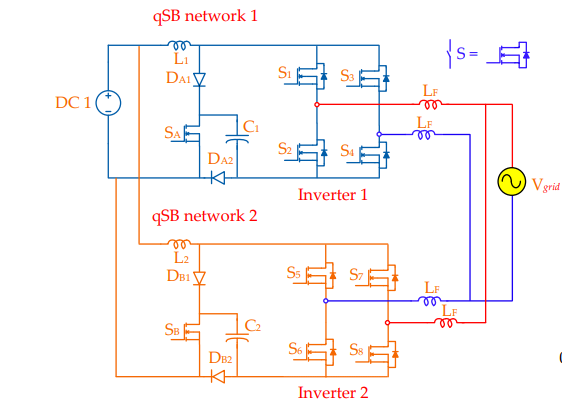 qSB network 1
L1
DA1
DC 1
SA
C1
DA2
S1
S3
S2
S4
Inverter 1
S =
LF
LF
Vgrid
qSB network 2
L2
DB1
SB
C2
DB2
S5
S7
S6
S8
LF
LF
Inverter 2